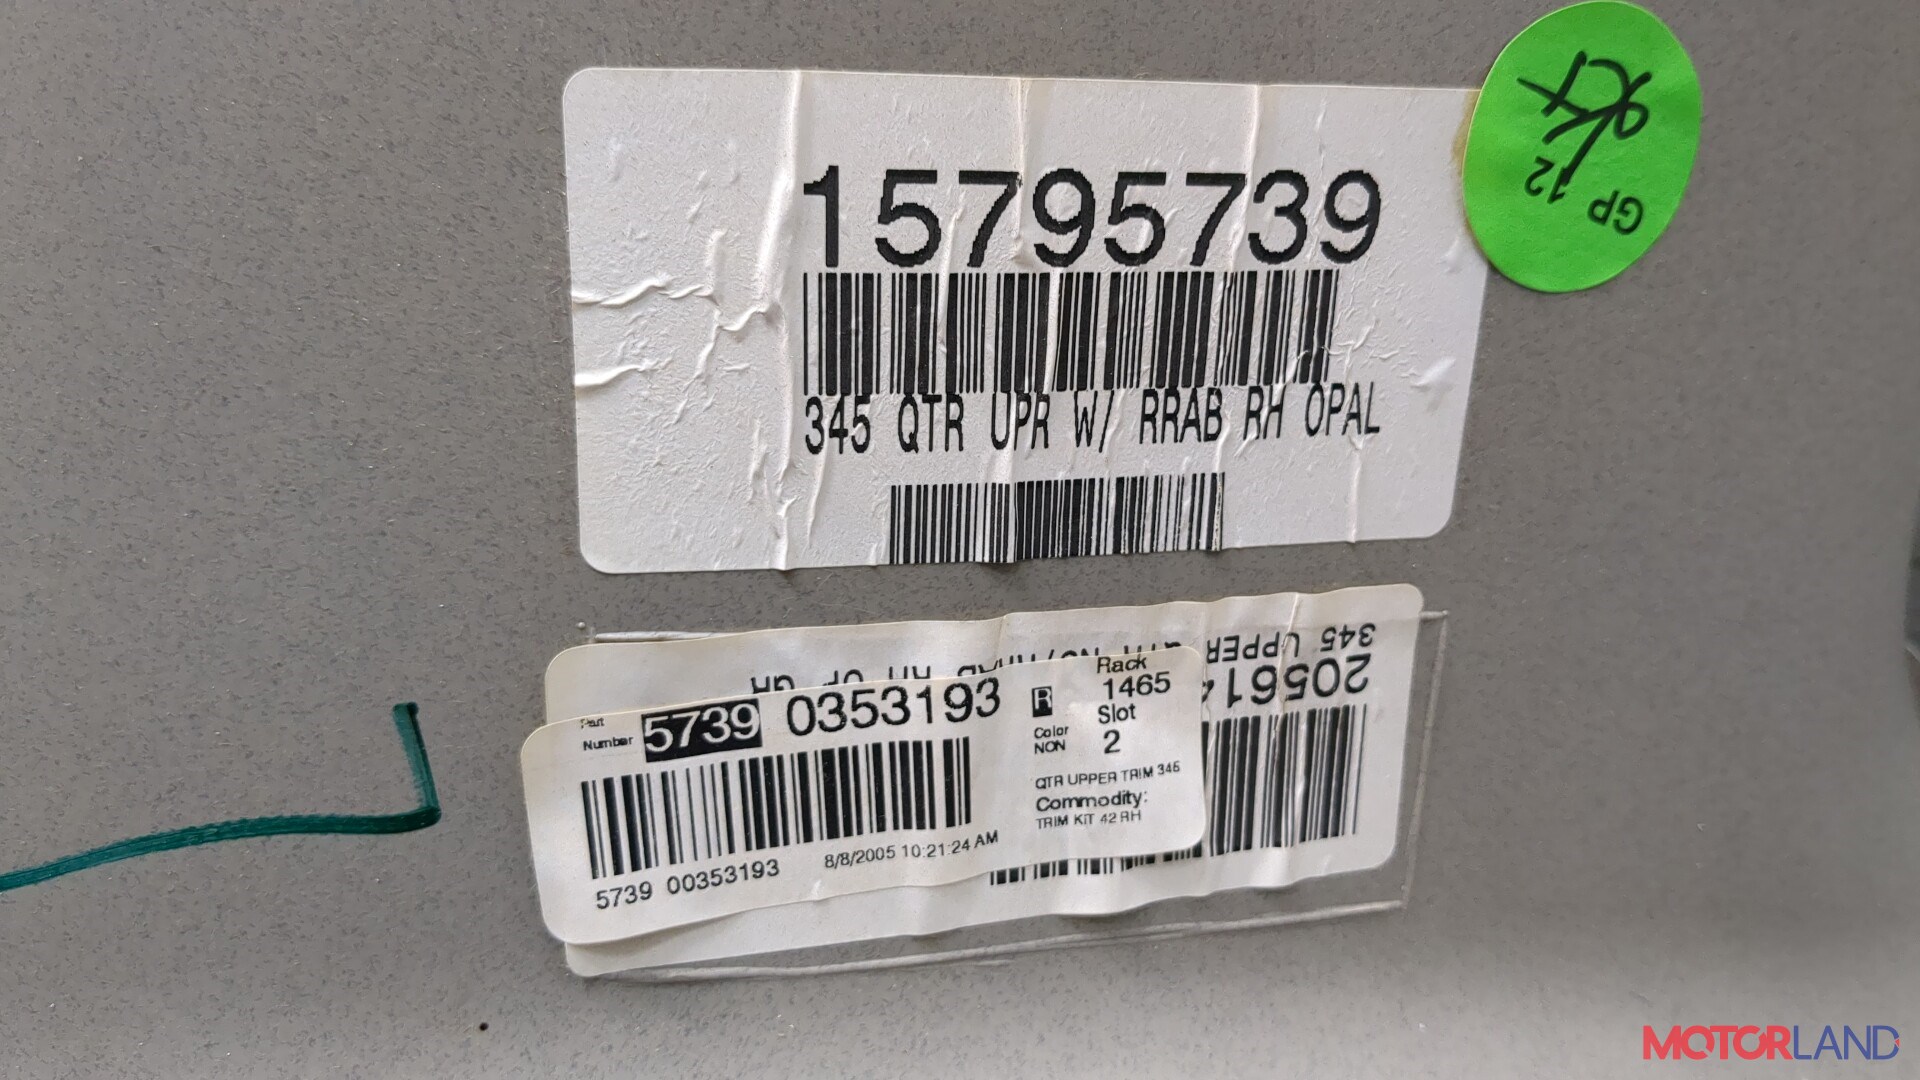 15795739
345 QTR UPR W/ RRAB RH OPAL
GP 12
345 UPPER
20561
Part
Number 5739 0353193
R
Rack
1465
Slot
2
Color
NON
QTR UPPER TRIM 345
Commodity:
TRIM KIT 42 RH
8/8/2005 10:21:24 AM
5739 00353193
MOTORLAND